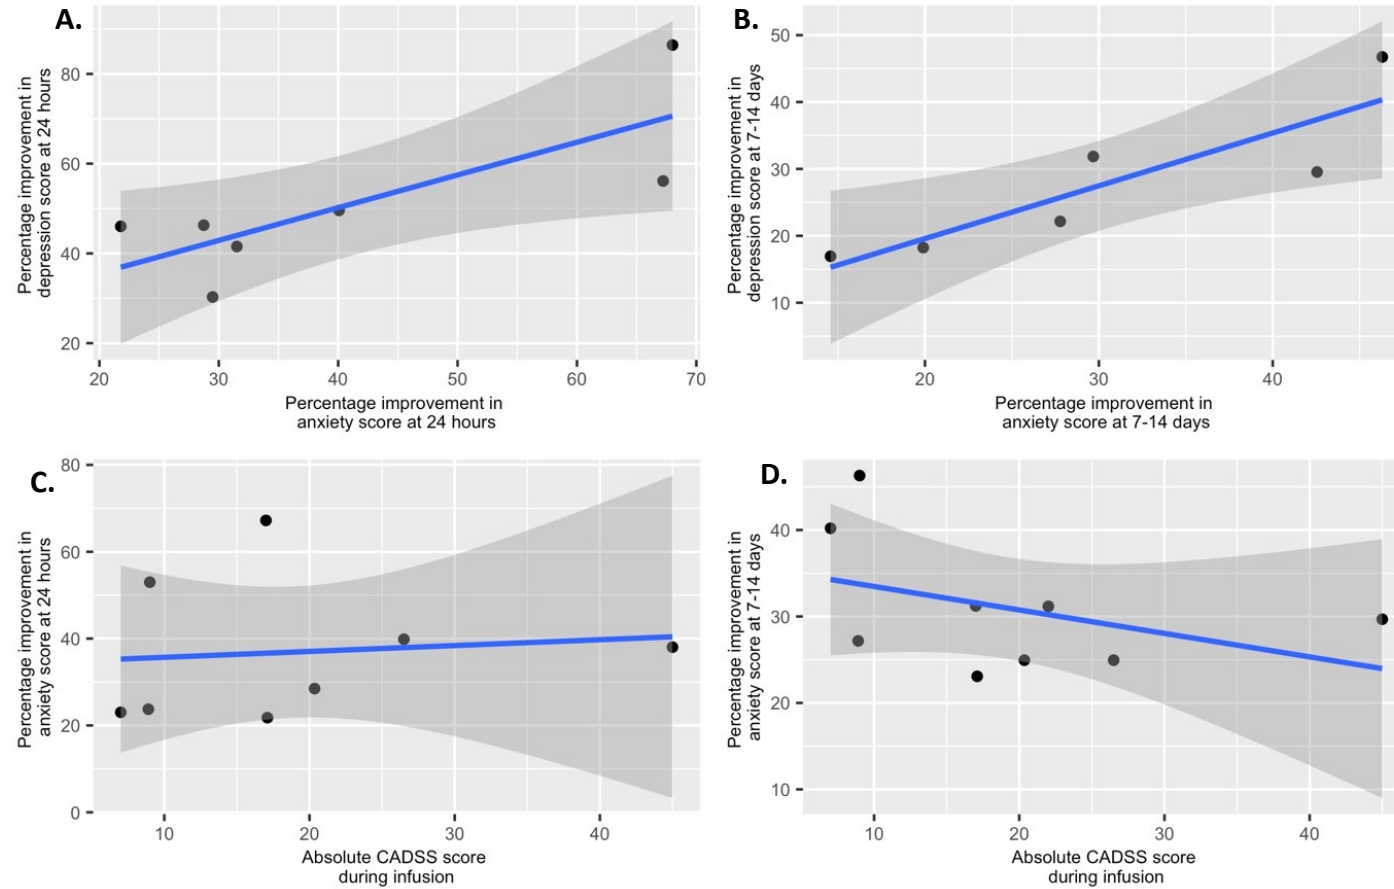 A.
Percentage improvement in
depression score at 24 hours
80
60
40
20
20 30 40 50 60 70
Percentage improvement in
anxiety score at 24 hours
B.
Percentage improvement in
depression score at 7-14 days
50
40
30
20
10
20 30 40
Percentage improvement in
anxiety score at 7-14 days
C.
Percentage improvement in
anxiety score at 24 hours
80
60
40
20
0
10 20 30 40
Absolute CADSS score
during infusion
D.
Percentage improvement in
anxiety score at 7-14 days
40
30
20
10
10 20 30 40
Absolute CADSS score
during infusion